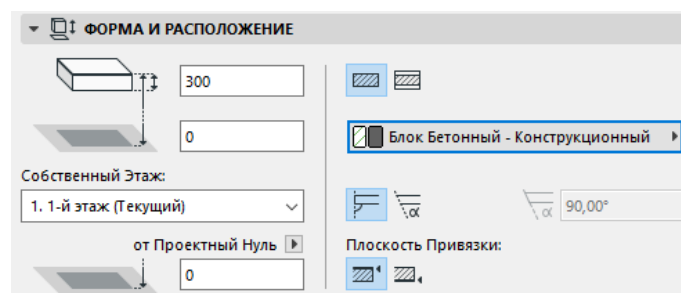 ФОРМА И РАСПОЛОЖЕНИЕ
300
0
Блок Бетонный - Конструкционный
Собственный Этаж:
1. 1-й этаж (Текущий)
α
α
90,00°
от Проектный Нуль
Плоскость Привязки:
0